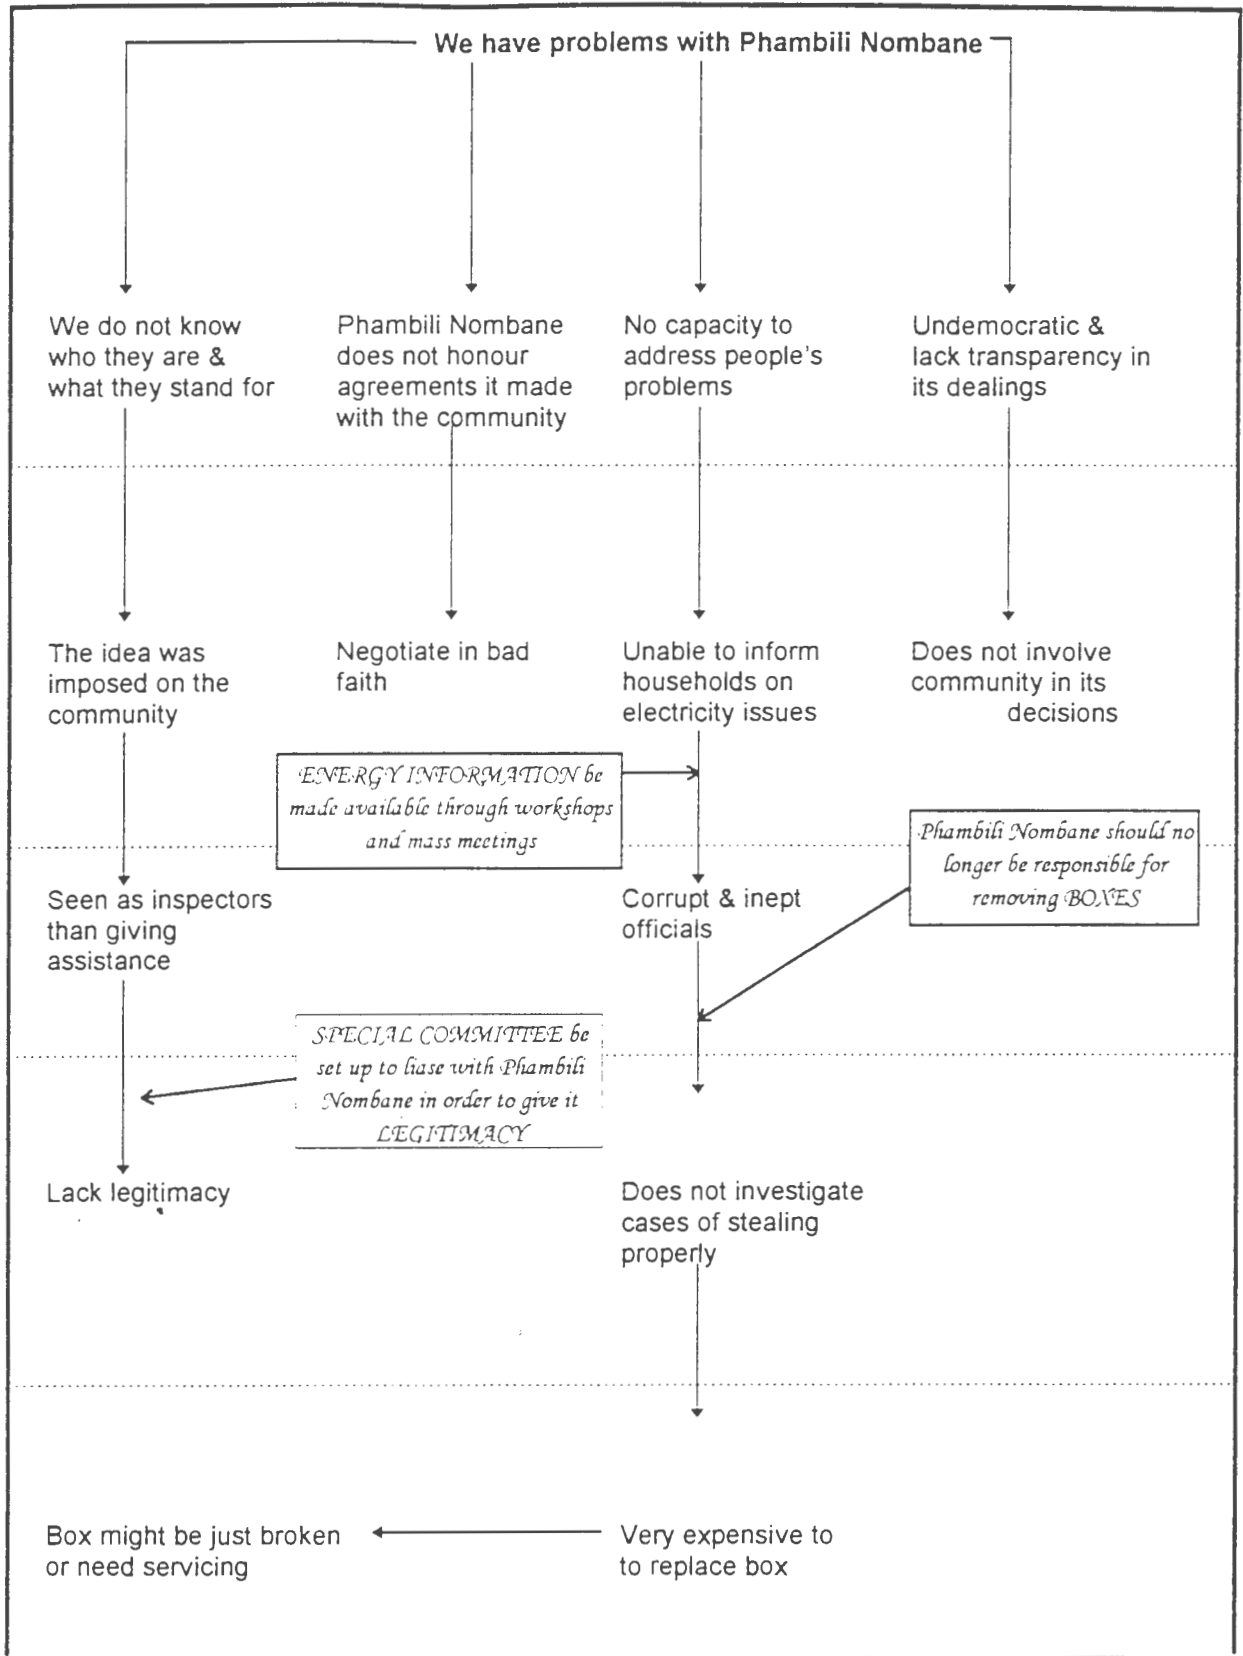 We have problems with Phambili Nombane
We do not know
who they are &
what they stand for
Phambili Nombane
does not honour
agreements it made
with the community
No capacity to
address people's
problems
Undemocratic &
lack transparency in
its dealings
The idea was
imposed on the
community
Negotiate in bad
faith
Unable to inform
households on
electricity issues
Does not involve
community in its
decisions
ENERGY INFORMATION be
made available through workshops
and mass meetings
Phambili Nombane should no
longer be responsible for
removing BOXES
Seen as inspectors
than giving
assistance
Corrupt & inept
officials
SPECIAL COMMITTEE be
set up to liase with Phambili
Nombane in order to give it
LEGITIMACY
Lack legitimacy
Does not investigate
cases of stealing
properly
Box might be just broken
or need servicing
Very expensive to
to replace box